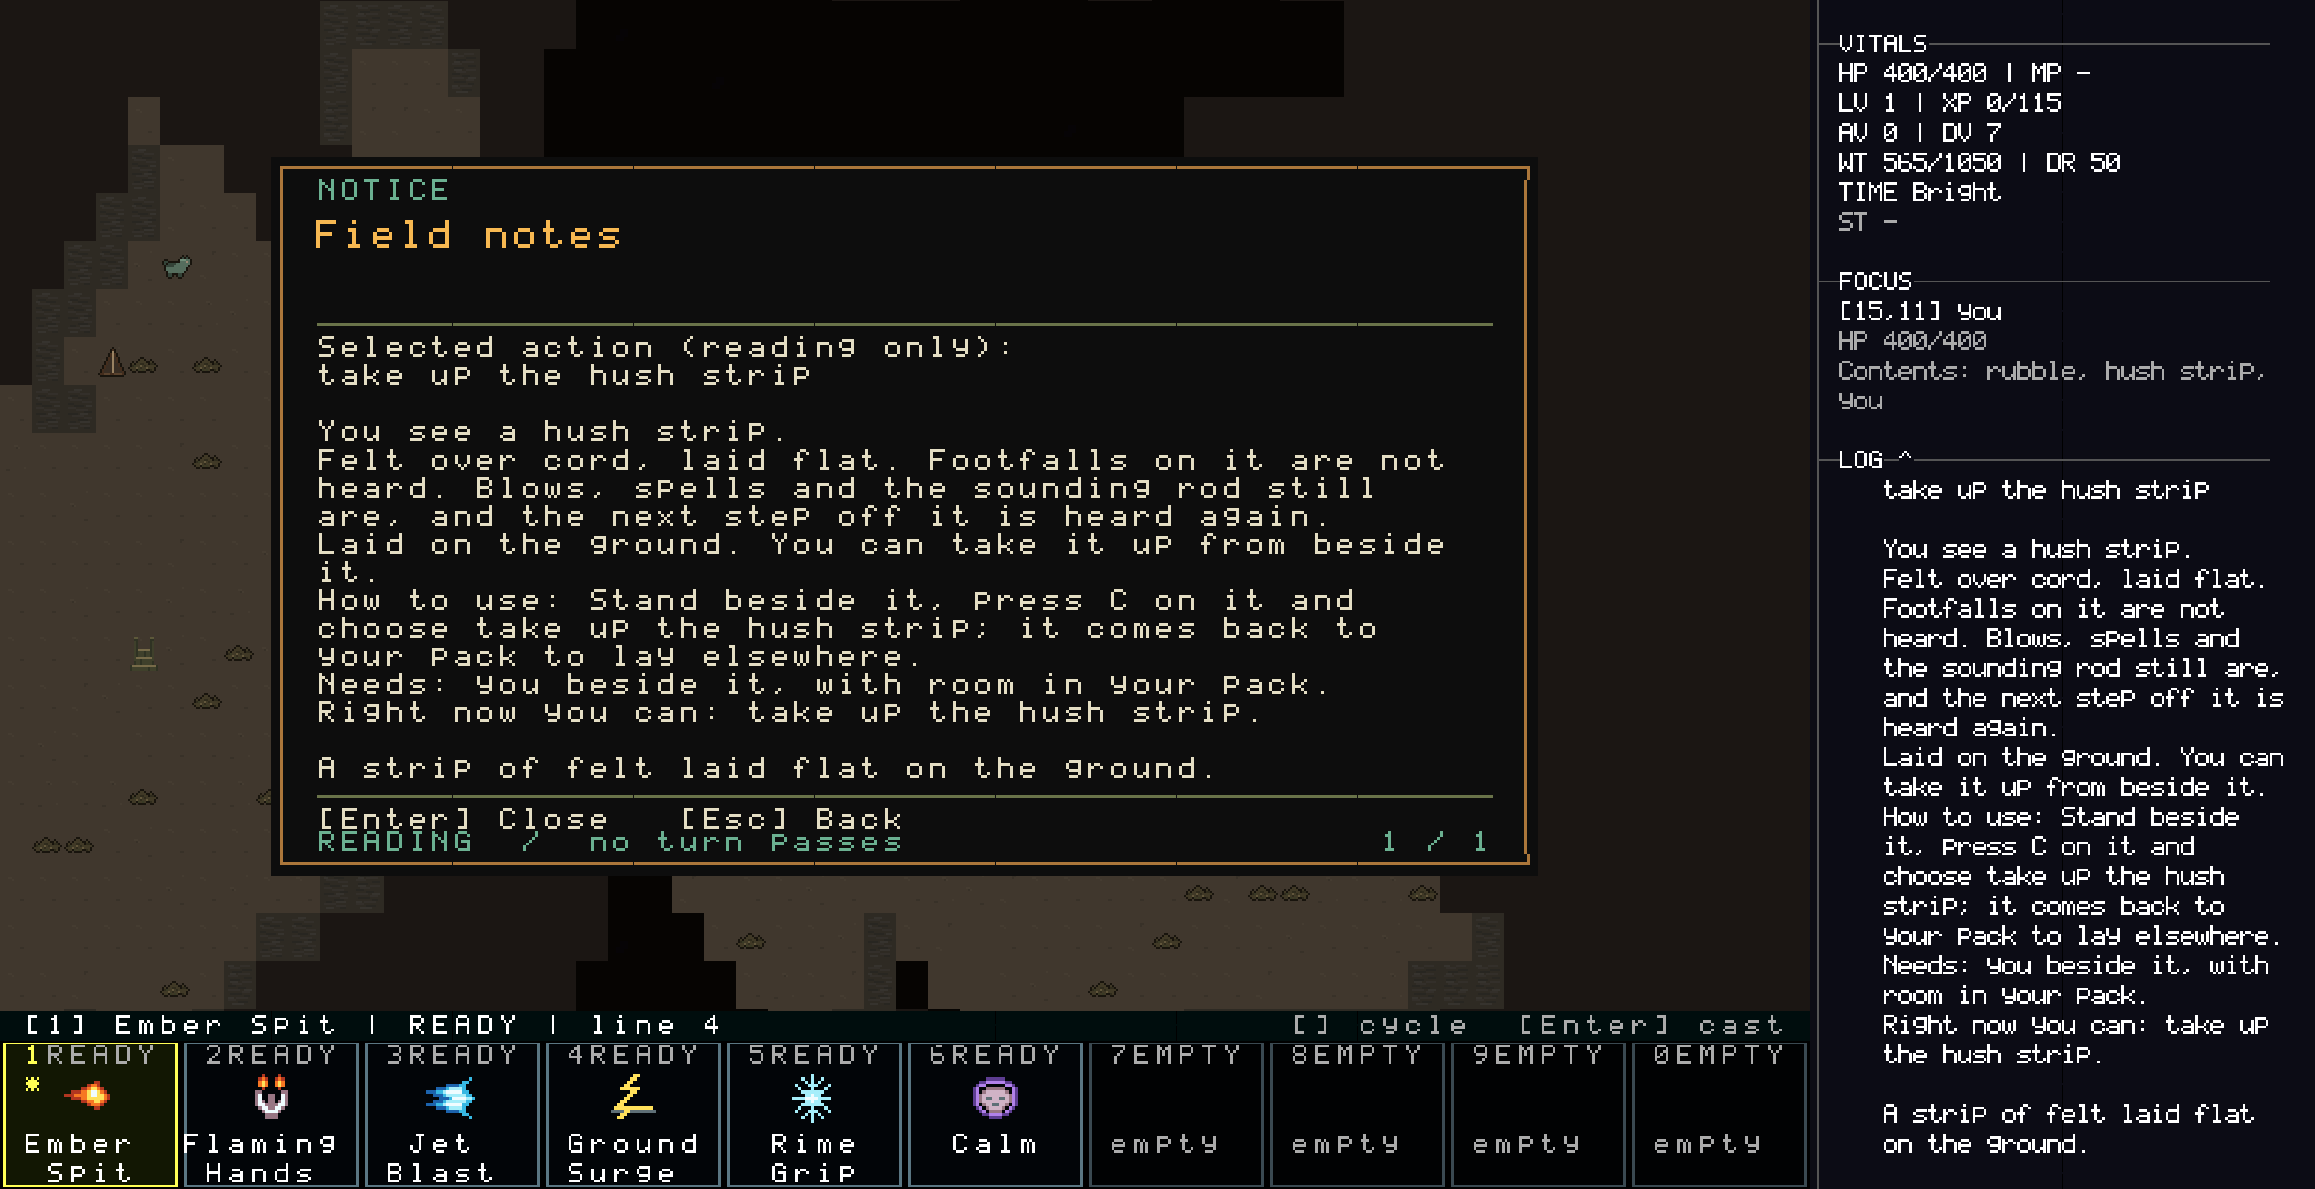 NOTICE
Field notes
Selected action (reading only):
take up the hush strip
You see a hush strip.
Felt over cord, laid flat. Footfalls on it are not
heard. Blows, spells and the sounding rod still
are, and the next step off it is heard again.
Laid on the ground. You can take it up from beside
it.
How to use: Stand beside it, press C on it and
choose take up the hush strip; it comes back to
your pack to lay elsewhere.
Needs: you beside it, with room in your pack.
Right now you can: take up the hush strip.
A strip of felt laid flat on the ground.
[Enter] Close [Esc] Back
READING / no turn passes 1 / 1
[1] Ember Spit | READY | line 4 [] cycle [Enter] cast
1READY 2READY 3READY 4READY 5READY 6READY 7EMPTY 8EMPTY 9EMPTY 0EMPTY
Ember Flaming Jet Ground Rime Calm empty empty empty empty
Spit Hands Blast Surge Grip
VITALS
HP 400/400 | MP -
LV 1 | XP 0/115
AV 0 | DV 7
WT 565/1050 | DR 50
TIME Bright
ST -
FOCUS
[15,11] you
HP 400/400
Contents: rubble, hush strip,
you
LOG ^
take up the hush strip
You see a hush strip.
Felt over cord, laid flat.
Footfalls on it are not
heard. Blows, spells and
the sounding rod still are,
and the next step off it is
heard again.
Laid on the ground. You can
take it up from beside it.
How to use: Stand beside
it, press C on it and
choose take up the hush
strip; it comes back to
your pack to lay elsewhere.
Needs: you beside it, with
room in your pack.
Right now you can: take up
the hush strip.
A strip of felt laid flat
on the ground.